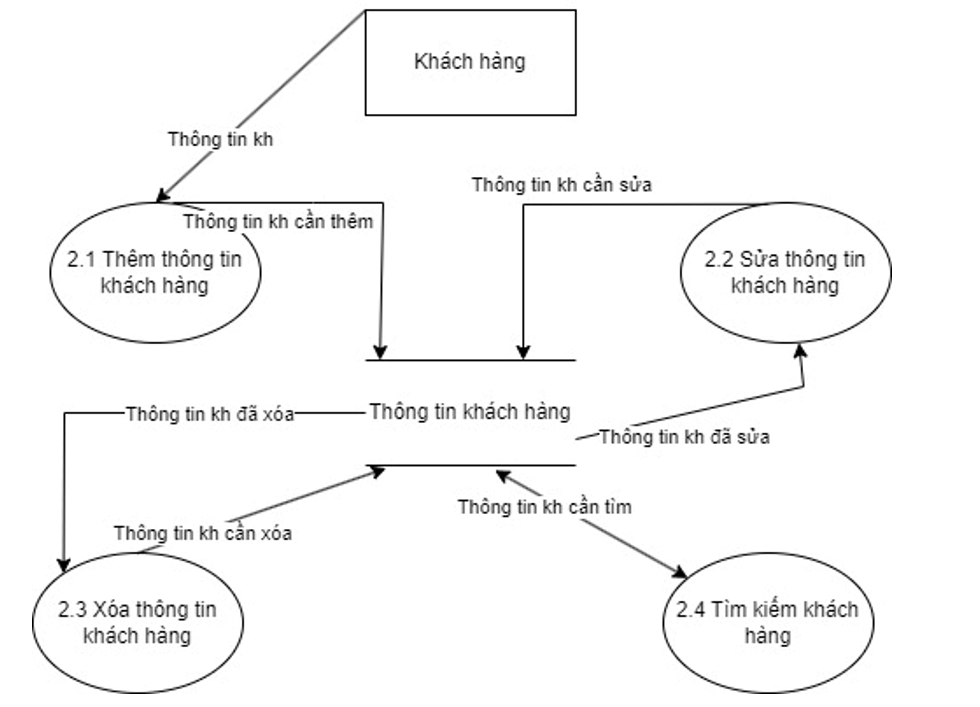 Khách hàng
Thông tin kh
Thông tin kh cần sửa
Thông tin kh cần thêm
2.1 Thêm thông tin
khách hàng
2.2 Sửa thông tin
khách hàng
Thông tin kh đã xóa
Thông tin khách hàng
Thông tin kh đã sửa
Thông tin kh cần tìm
Thông tin kh cần xóa
2.3 Xóa thông tin
khách hàng
2.4 Tìm kiếm khách
hàng